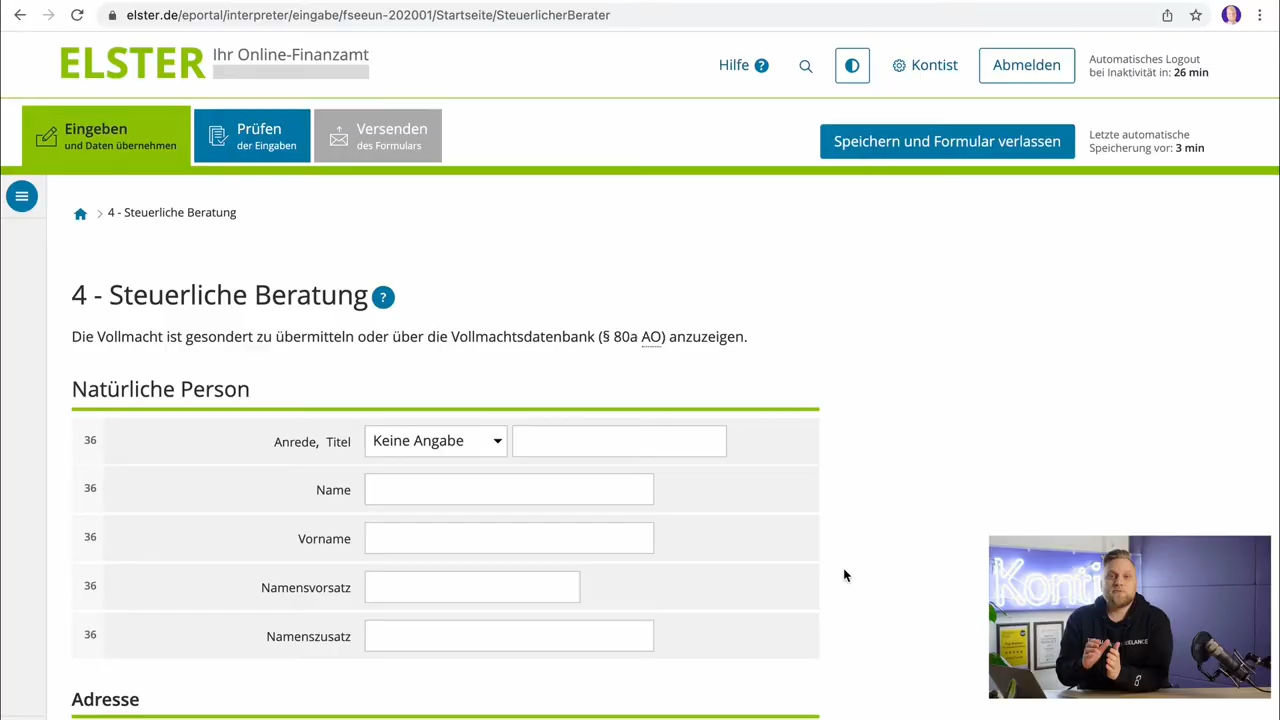 elster.de/eportal/interpreter/eingabe/fseeun-202001/Startseite/SteuerlicherBerater
ELSTER
Ihr Online-Finanzamt
Hilfe ?
Kontist
Abmelden
Automatisches Logout
bei Inaktivität in: 26 min
Eingeben
und Daten übernehmen
Prüfen
der Eingaben
Versenden
des Formulars
Speichern und Formular verlassen
Letzte automatische
Speicherung vor: 3 min
4 - Steuerliche Beratung
4 - Steuerliche Beratung ?
Die Vollmacht ist gesondert zu übermitteln oder über die Vollmachtsdatenbank (§ 80a AO) anzuzeigen.
Natürliche Person
36 Anrede, Titel Keine Angabe
36 Name
36 Vorname
36 Namensvorsatz
36 Namenszusatz
Adresse
Konti